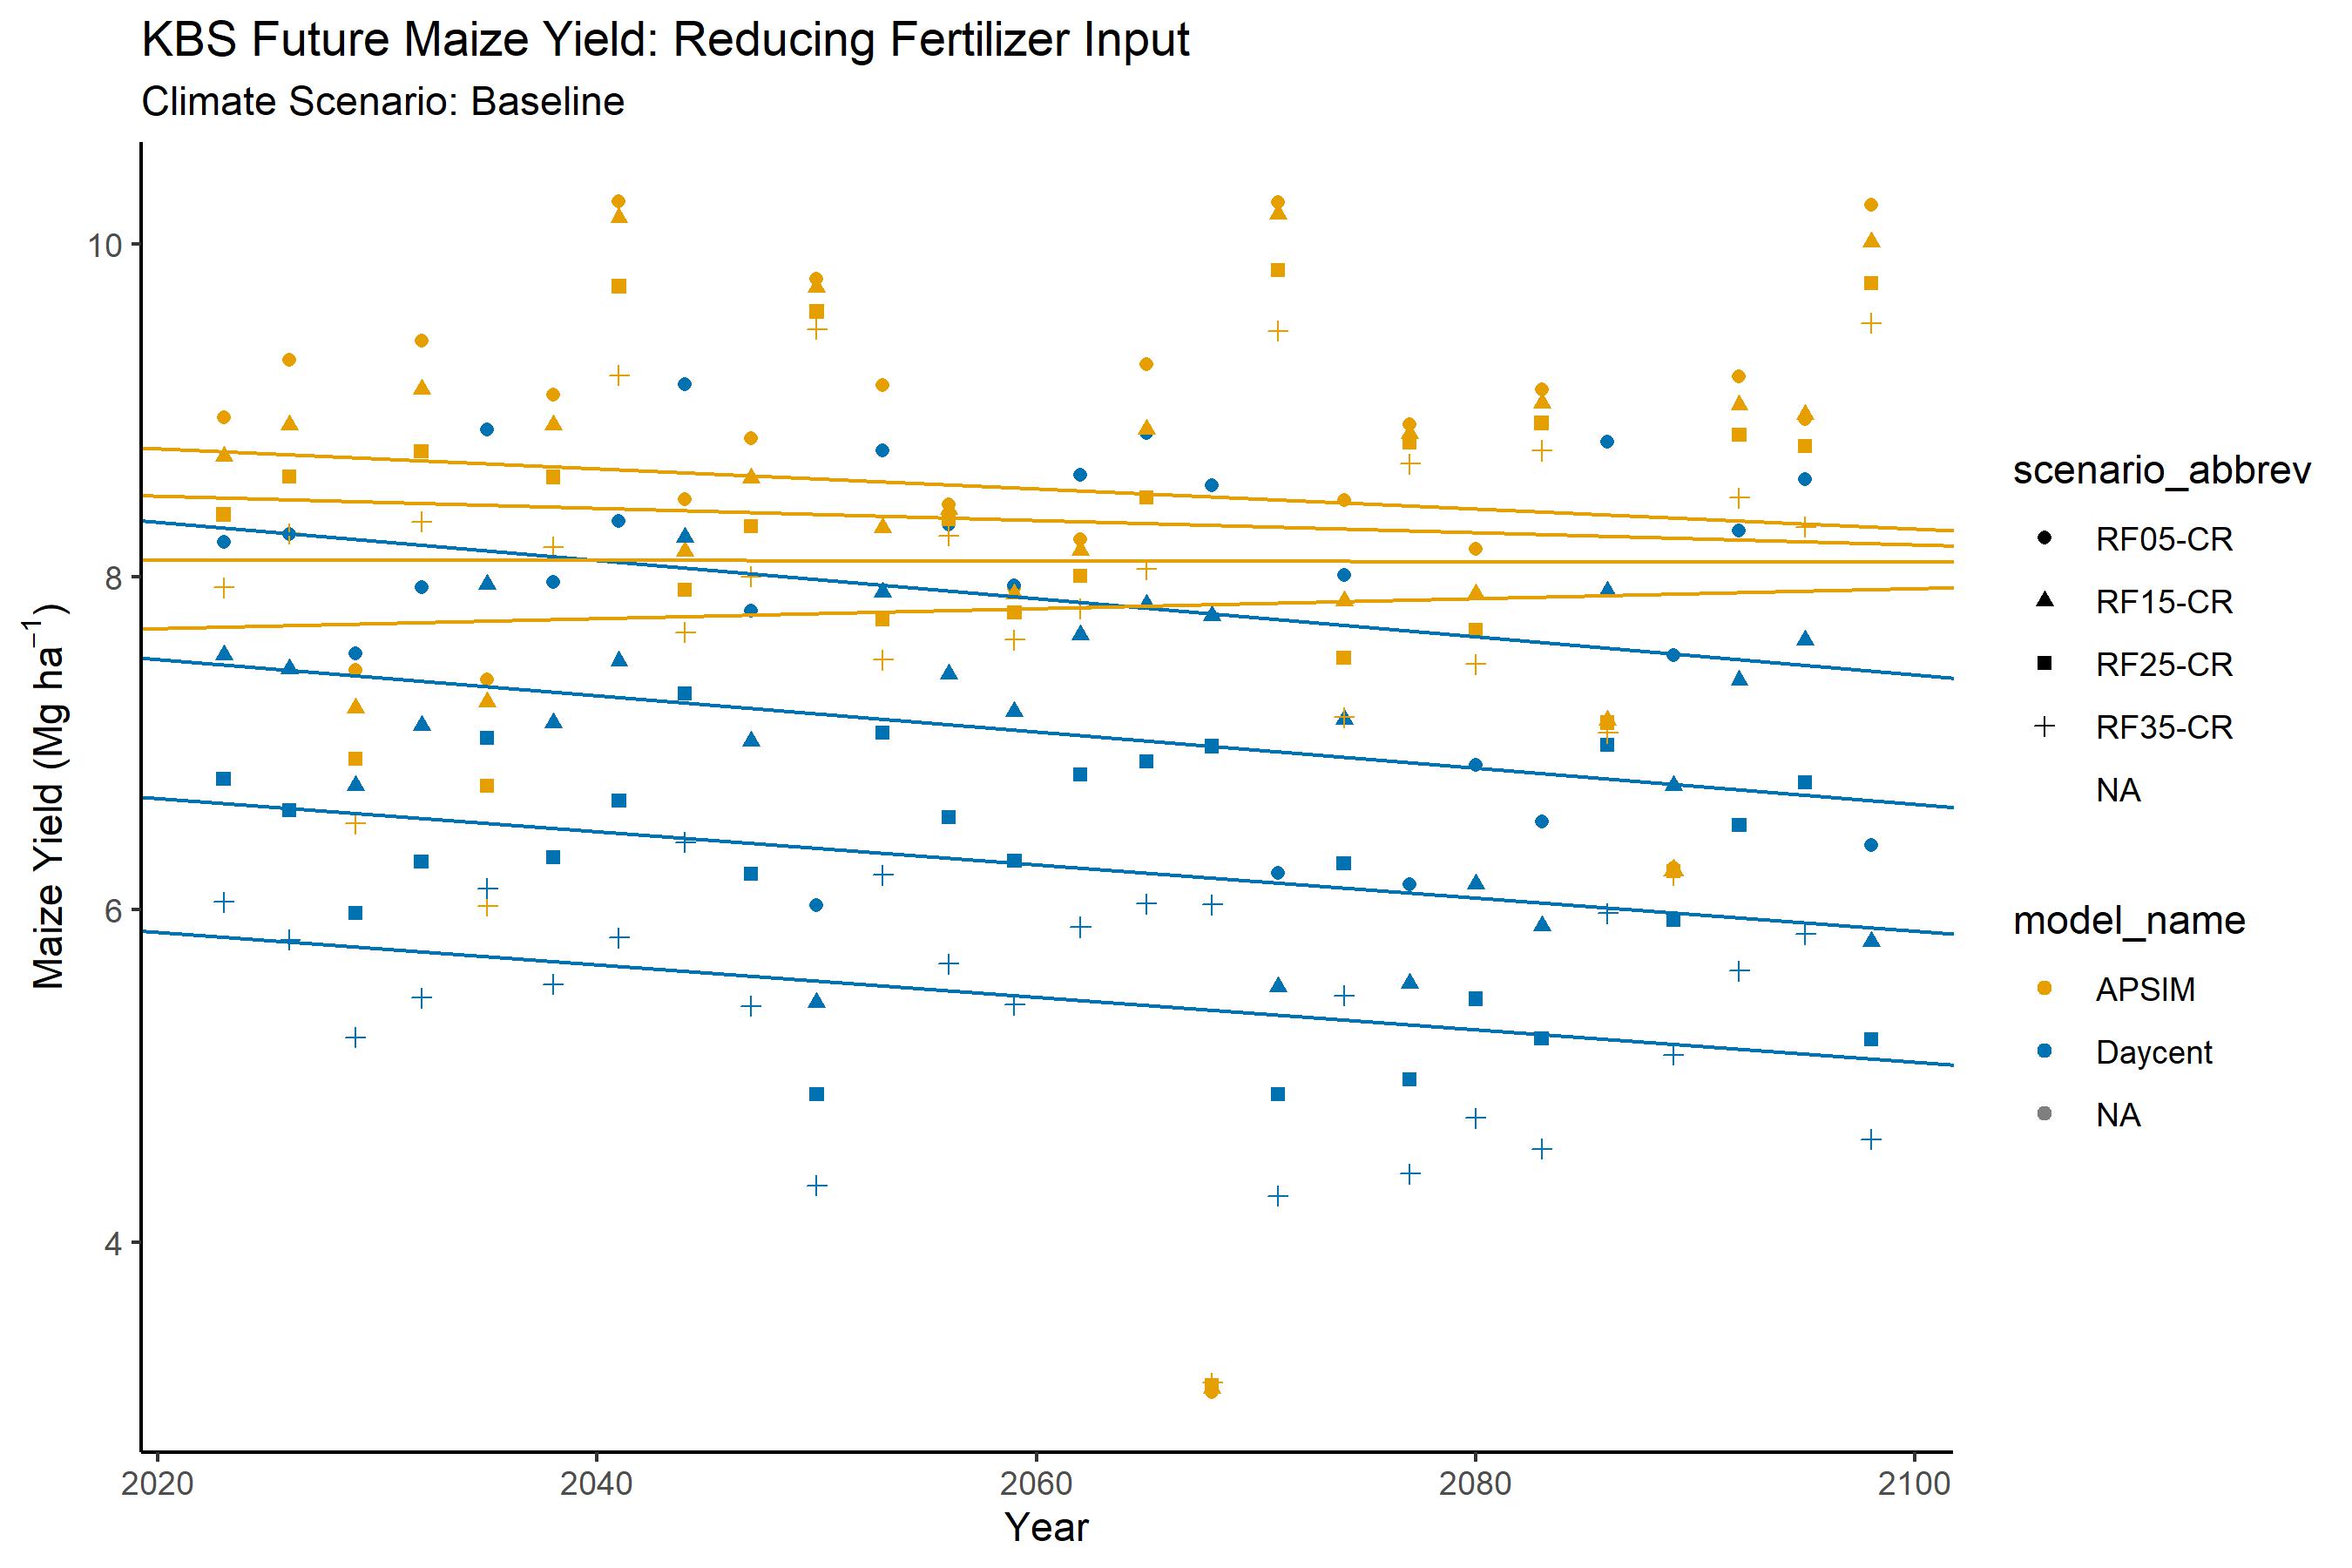 KBS Future Maize Yield: Reducing Fertilizer Input
Climate Scenario: Baseline
Maize Yield (Mg ha⁻¹)
10
8
6
4
2020
2040
2060
2080
2100
Year
scenario_abbrev
RF05-CR
RF15-CR
RF25-CR
RF35-CR
NA
model_name
APSIM
Daycent
NA